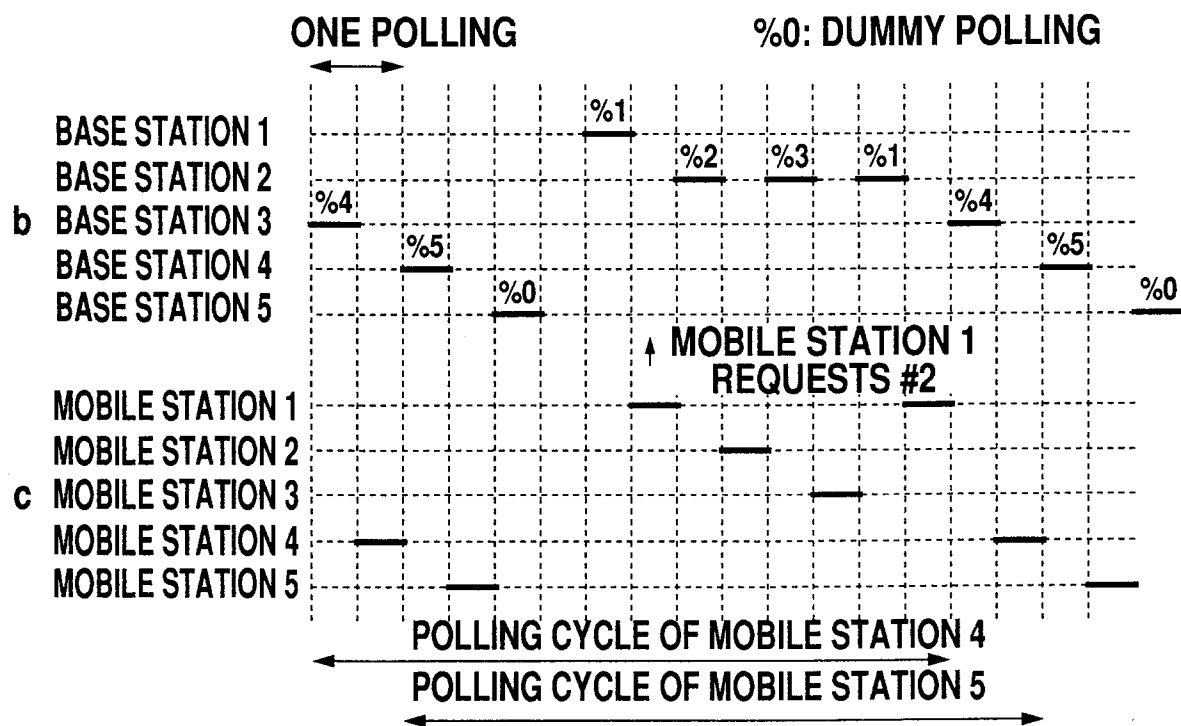 ONE POLLING
%0: DUMMY POLLING
BASE STATION 1
%1
BASE STATION 2
%2 %3 %1
b BASE STATION 3
%4 %4
BASE STATION 4
%5 %5
BASE STATION 5
%0 %0
MOBILE STATION 1
REQUESTS #2
MOBILE STATION 1
MOBILE STATION 2
c MOBILE STATION 3
MOBILE STATION 4
MOBILE STATION 5
POLLING CYCLE OF MOBILE STATION 4
POLLING CYCLE OF MOBILE STATION 5